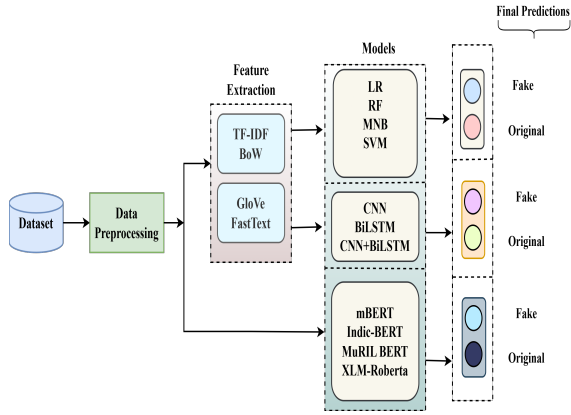 Final Predictions
Models
Feature
Extraction
LR
RF
MNB
SVM
Fake
Original
TF-IDF
BoW
GloVe
FastText
Dataset
Data
Preprocessing
CNN
BiLSTM
CNN+BiLSTM
Fake
Original
mBERT
Indic-BERT
MuRIL BERT
XLM-Roberta
Fake
Original